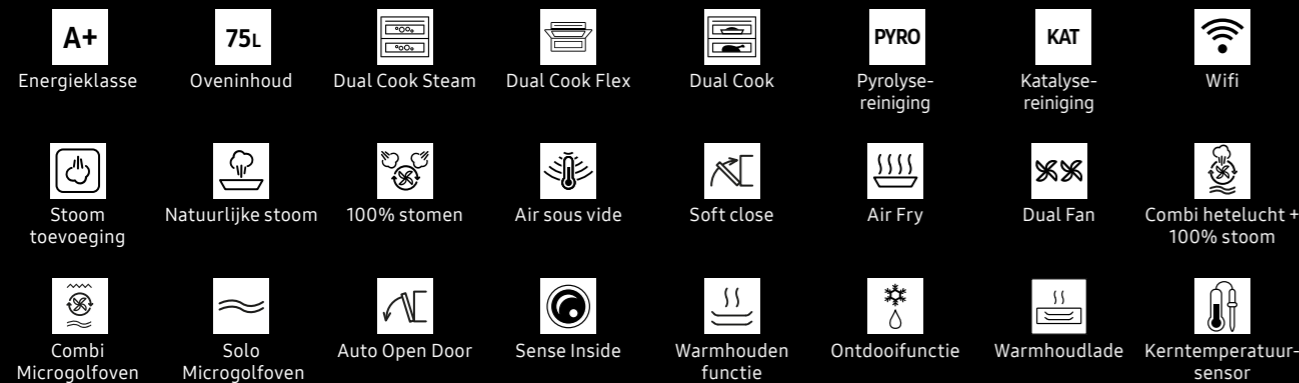 A+
75L
PYRO
KAT
Energieklasse
Oveninhoud
Dual Cook Steam
Dual Cook Flex
Dual Cook
Pyrolyse-
reiniging
Katalyse-
reiniging
Wifi
Stoom
toevoeging
Natuurlijke stoom
100% stomen
Air sous vide
Soft close
Air Fry
Dual Fan
Combi hetelucht +
100% stoom
Combi
Microgolfoven
Solo
Microgolfoven
Auto Open Door
Sense Inside
Warmhouden
functie
Ontdooifunctie
Warmhoudlade
Kerntemperatuur-
sensor